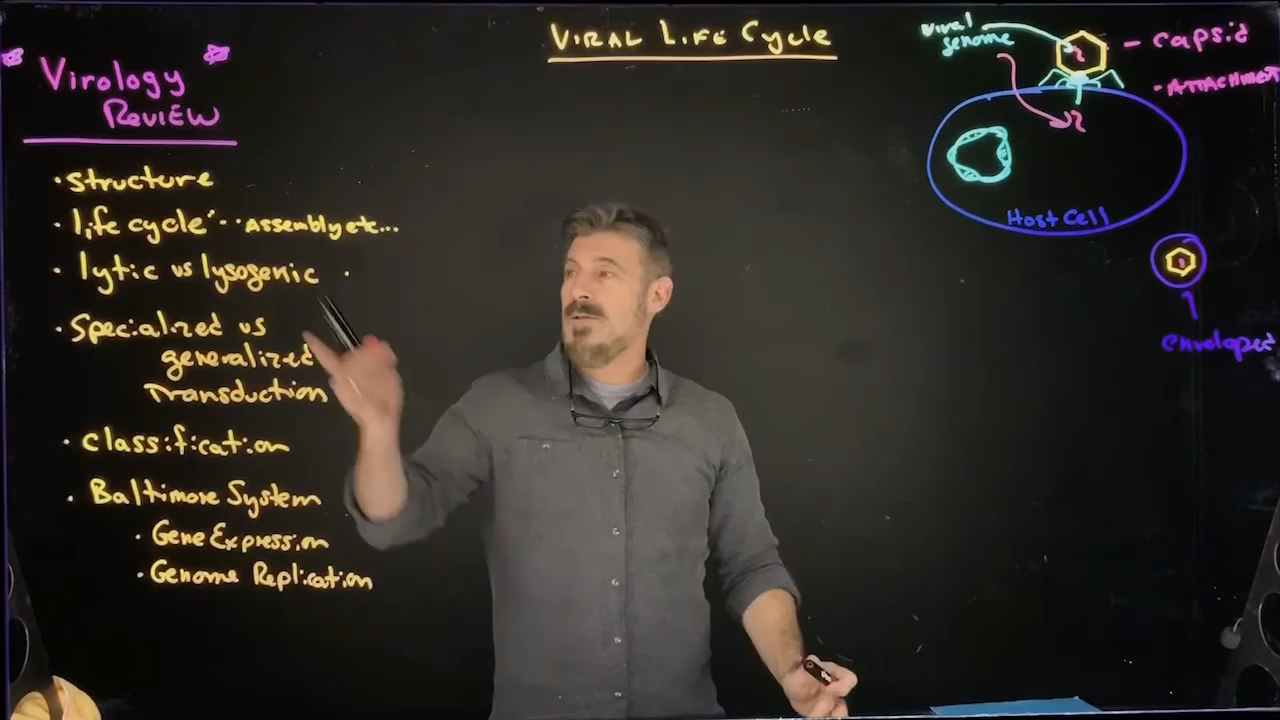 Virology
Review
• Structure
• life cycle - - • Assembly etc...
• lytic vs lysogenic •
• Specialized vs
generalized
Transduction
• Classification
• Baltimore System
• Gene Expression
• Genome Replication
VIRAL LIFE CYCLE
viral
genome
- capsid
- ATTACHMENT
Host Cell
enveloped